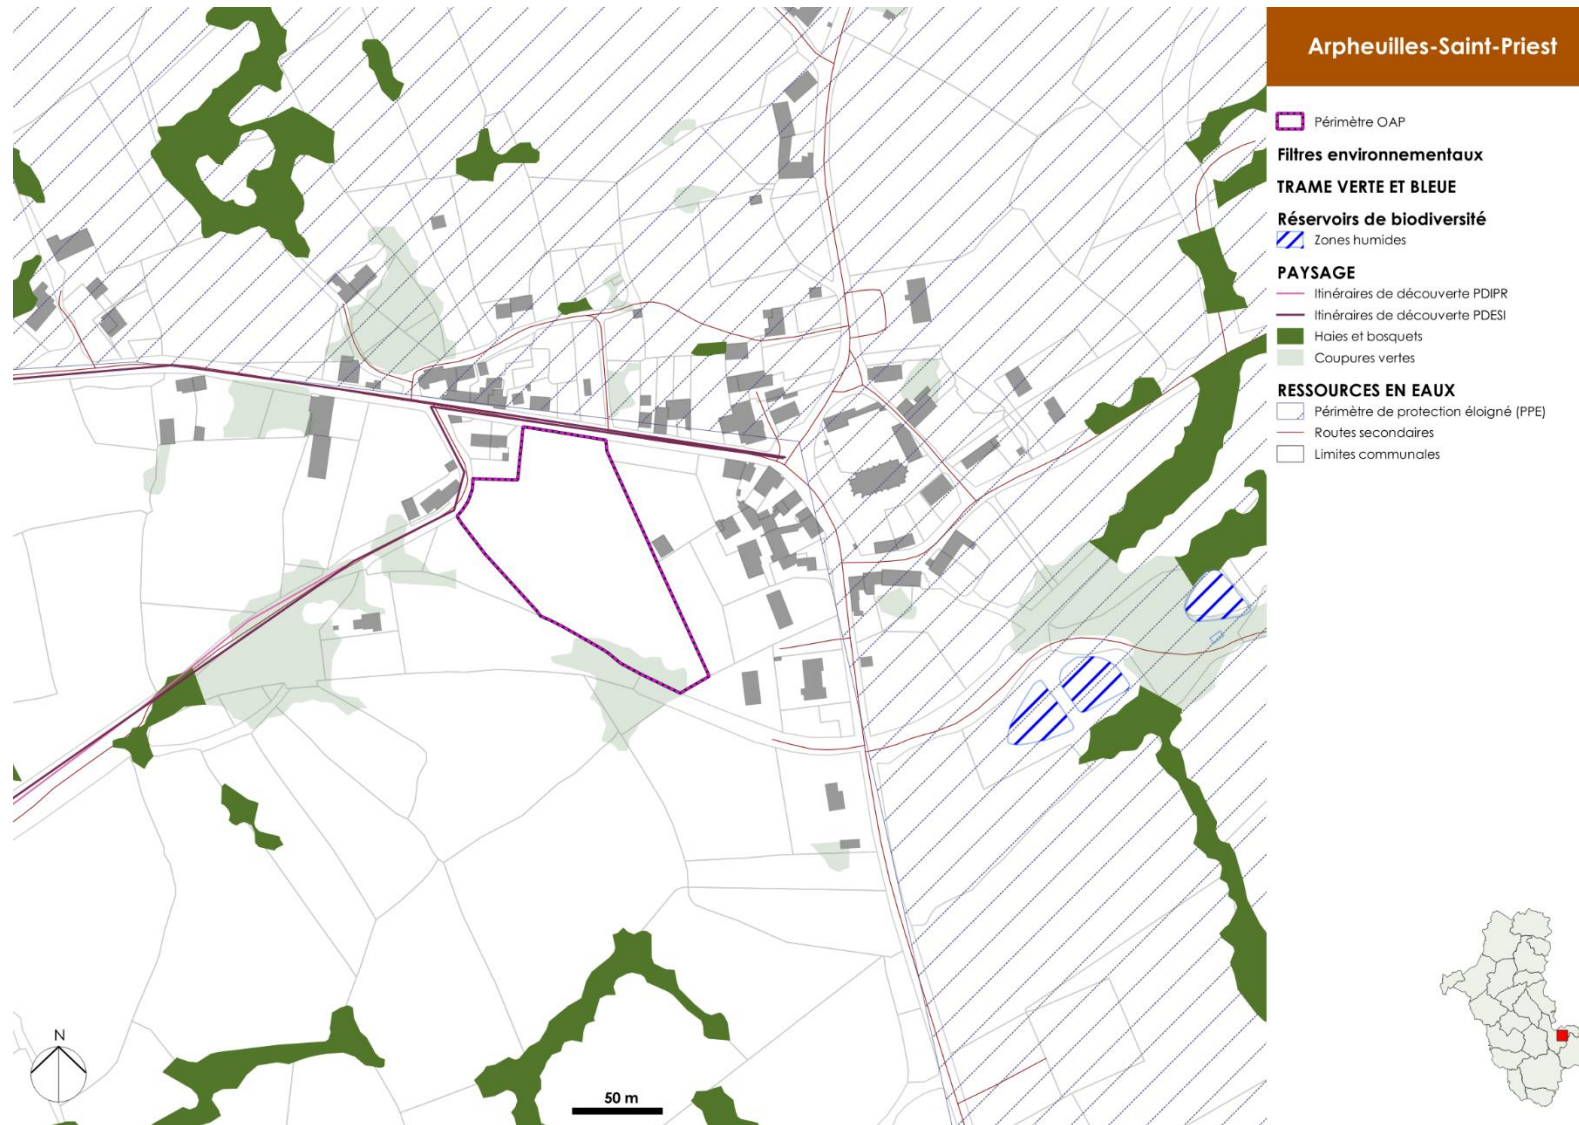 Arpheuilles-Saint-Priest
Périmètre OAP
Filtres environnementaux
TRAME VERTE ET BLEUE
Réservoirs de biodiversité
Zones humides
PAYSAGE
Itinéraires de découverte PDIPR
Itinéraires de découverte PDESI
Haies et bosquets
Coupures vertes
RESSOURCES EN EAUX
Périmètre de protection éloigné (PPE)
Routes secondaires
Limites communales
N
50 m